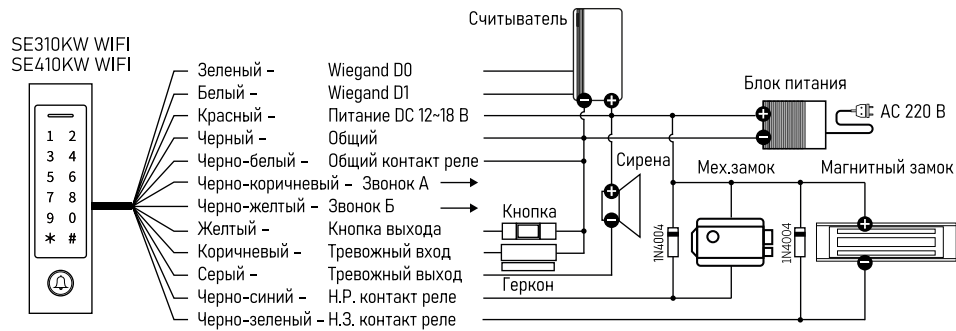 Считыватель
SE310KW WIFI
SE410KW WIFI
Блок питания
AC 220 В
Зеленый – Wiegand D0
Белый – Wiegand D1
Красный – Питание DC 12~18 В
Черный – Общий
Черно-белый – Общий контакт реле
Черно-коричневый – Звонок А
Черно-желтый – Звонок Б
Желтый – Кнопка выхода
Коричневый – Тревожный вход
Серый – Тревожный выход
Черно-синий – Н.Р. контакт реле
Черно-зеленый – Н.З. контакт реле
1 2
3 4
5 6
7 8
9 0
* #
Сирена
Мех.замок
Магнитный замок
Кнопка
Геркон
1N4004
1N4004